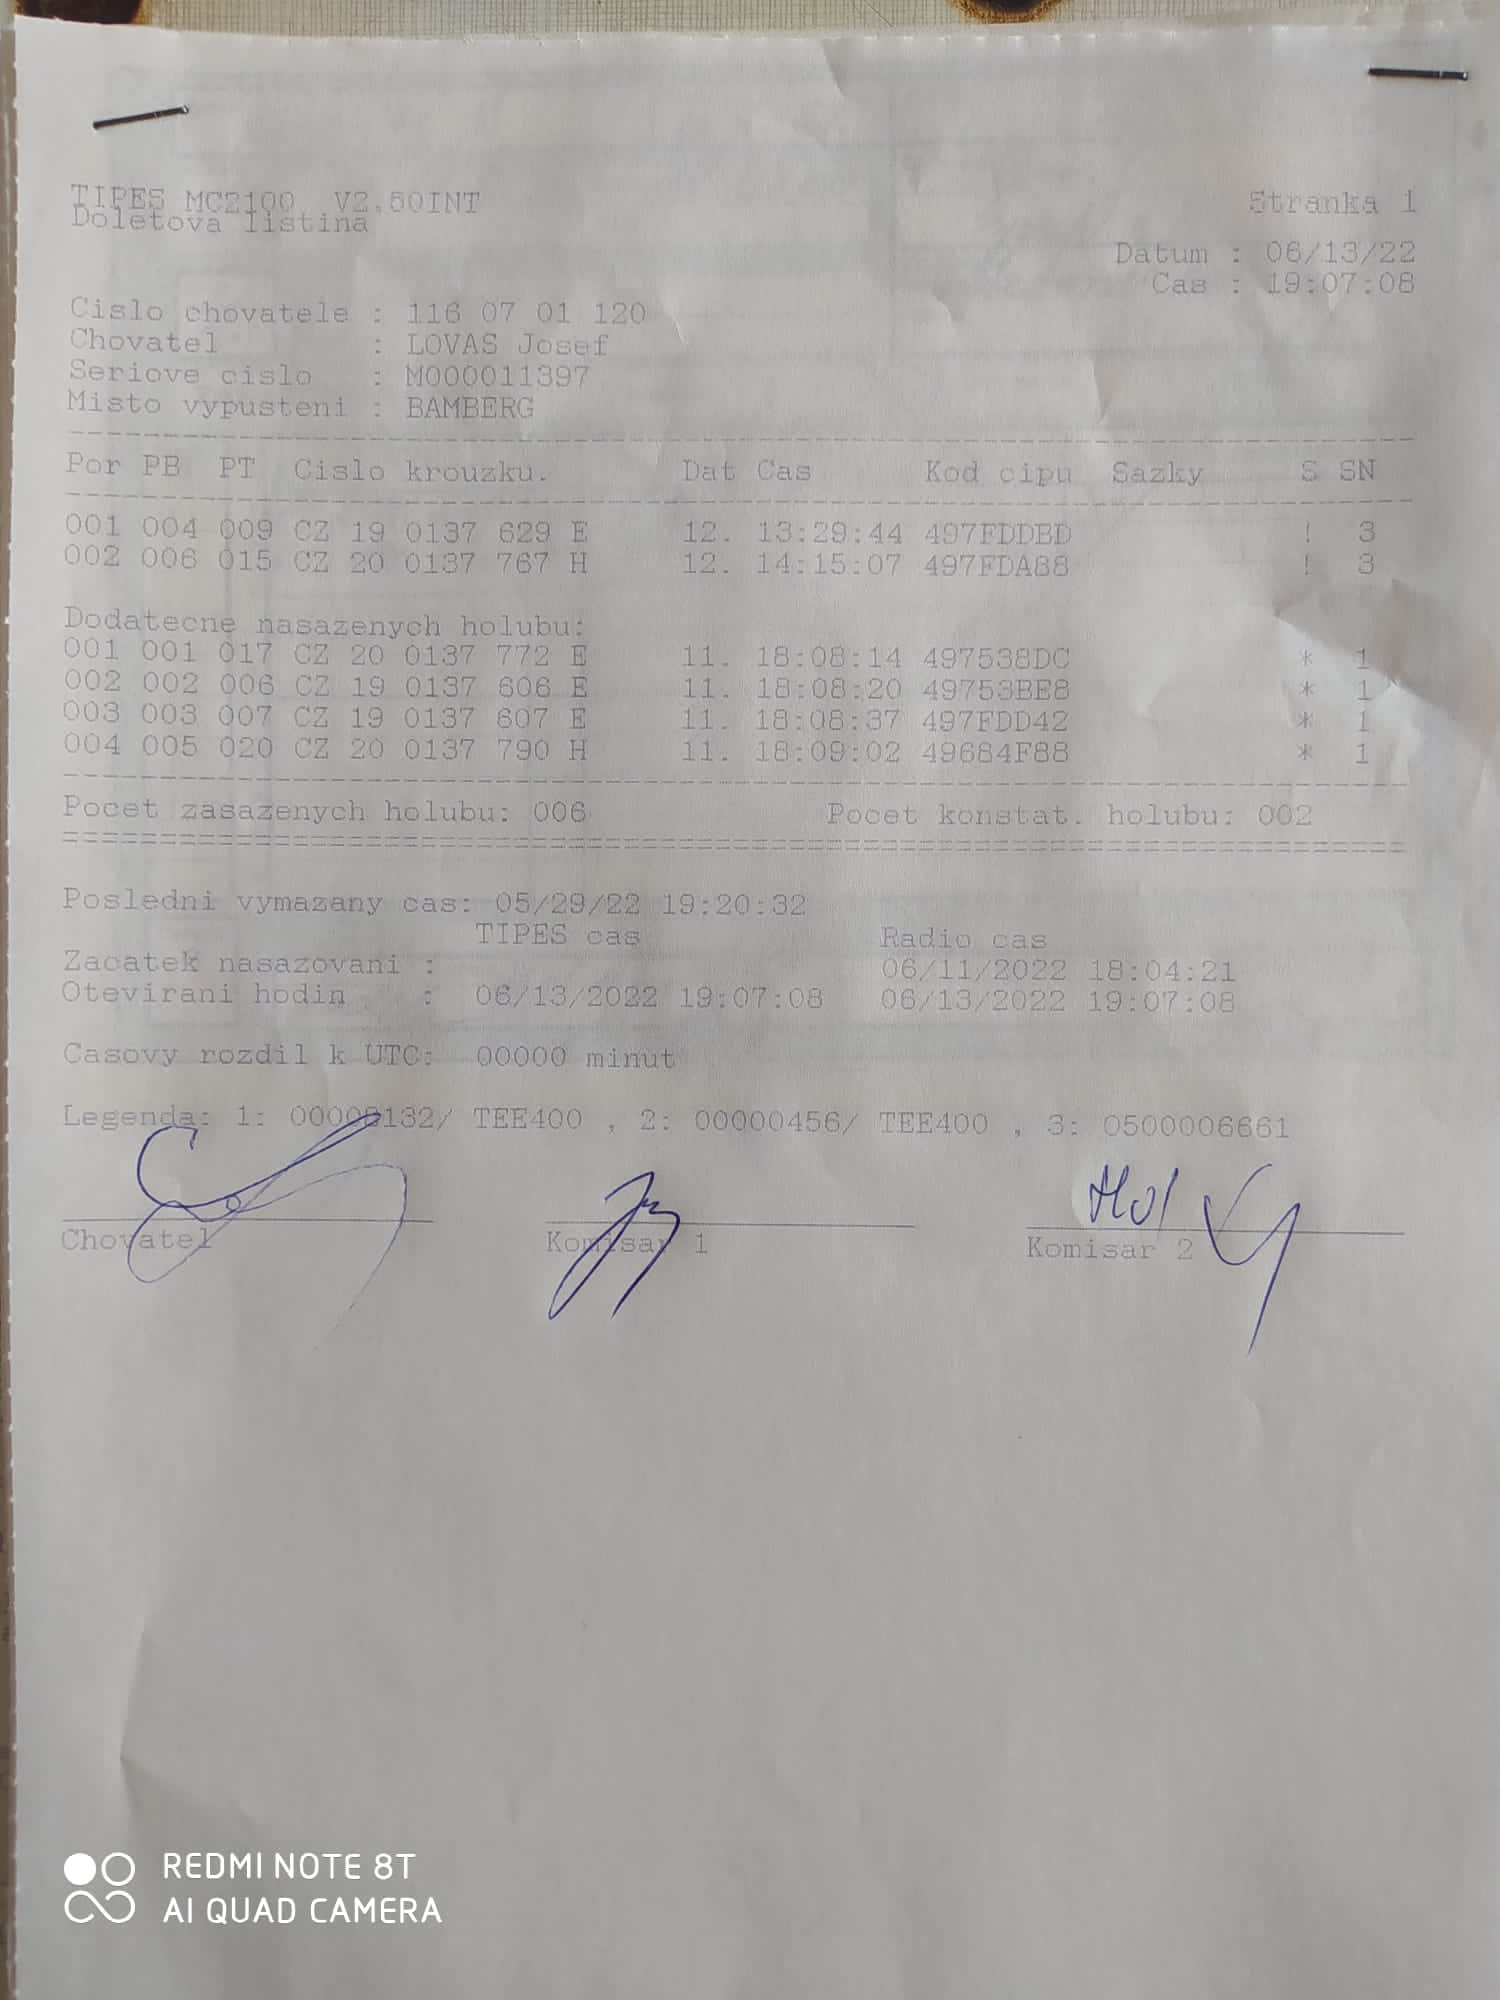 TIPES MC2100 V2.50INT Stranka 1
Doletova listina
Datum : 06/13/22
Cas : 19:07:08
Cislo chovatele : 116 07 01 120
Chovatel : LOVAS Josef
Seriove cislo : M000011397
Misto vypusteni : BAMBERG
Por PB PT Cislo krouzku. Dat Cas Kod cipu Sazky S SN
001 004 009 CZ 19 0137 629 E 12. 13:29:44 497FDDBD ! 3
002 006 015 CZ 20 0137 767 H 12. 14:15:07 497FDA88 ! 3
Dodatecne nasazenych holubu:
001 001 017 CZ 20 0137 772 E 11. 18:08:14 497538DC * 1
002 002 006 CZ 19 0137 606 E 11. 18:08:20 49753BE8 * 1
003 003 007 CZ 19 0137 607 E 11. 18:08:37 497FDD42 * 1
004 005 020 CZ 20 0137 790 H 11. 18:09:02 49684F88 * 1
Pocet zasazenych holubu: 006 Pocet konstat. holubu: 002
Posledni vymazany cas: 05/29/22 19:20:32
TIPES cas Radio cas
Zacatek nasazovani : 06/11/2022 18:04:21
Otevirani hodin : 06/13/2022 19:07:08 06/13/2022 19:07:08
Casovy rozdil k UTC: 00000 minut
Legenda: 1: 00008132/ TEE400 , 2: 00000456/ TEE400 , 3: 0500006661
Chovatel Komisar 1 Komisar 2
REDMI NOTE 8T
AI QUAD CAMERA